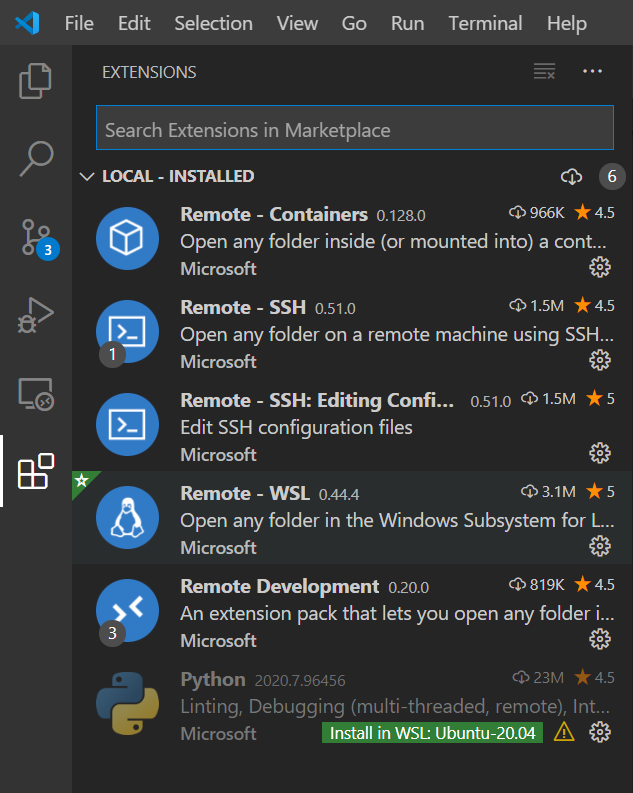 File Edit Selection View Go Run Terminal Help
EXTENSIONS
Search Extensions in Marketplace
LOCAL - INSTALLED 6
Remote - Containers 0.128.0 966K 4.5
Open any folder inside (or mounted into) a cont...
Microsoft
3
Remote - SSH 0.51.0 1.5M 4.5
Open any folder on a remote machine using SSH...
1 Microsoft
Remote - SSH: Editing Confi... 0.51.0 1.5M 5
Edit SSH configuration files
Microsoft
Remote - WSL 0.44.4 3.1M 5
Open any folder in the Windows Subsystem for L...
Microsoft
Remote Development 0.20.0 819K 4.5
An extension pack that lets you open any folder i...
3 Microsoft
Python 2020.7.96456 23M 4.5
Linting, Debugging (multi-threaded, remote), Int...
Microsoft Install in WSL: Ubuntu-20.04